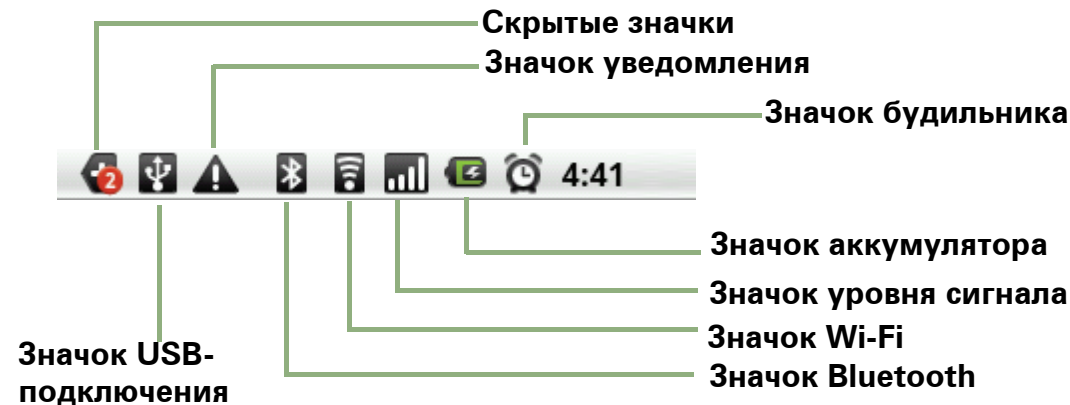 Скрытые значки
Значок уведомления
Значок будильника
2
4:41
Значок аккумулятора
Значок уровня сигнала
Значок Wi-Fi
Значок Bluetooth
Значок USB-
подключения